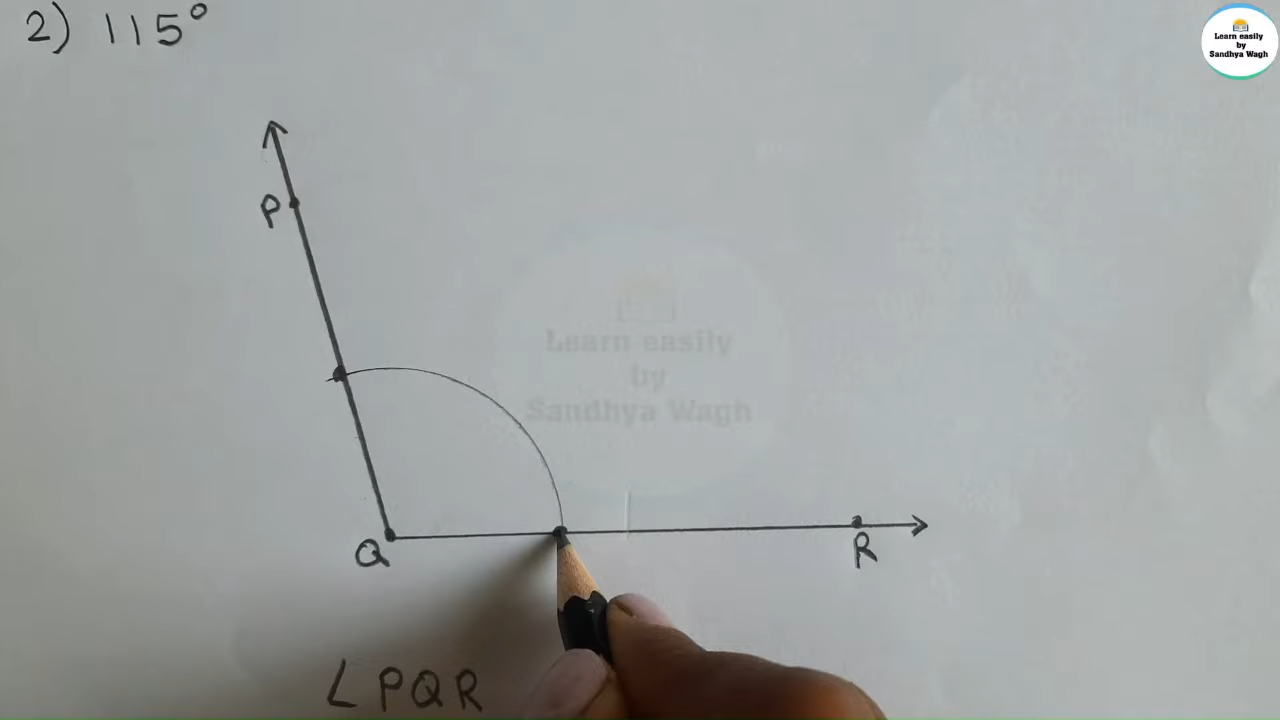 2) 115°
Learn easily
by
Sandhya Wagh
P
Learn easily
by
Sandhya Wagh
Q
R
∠PQR